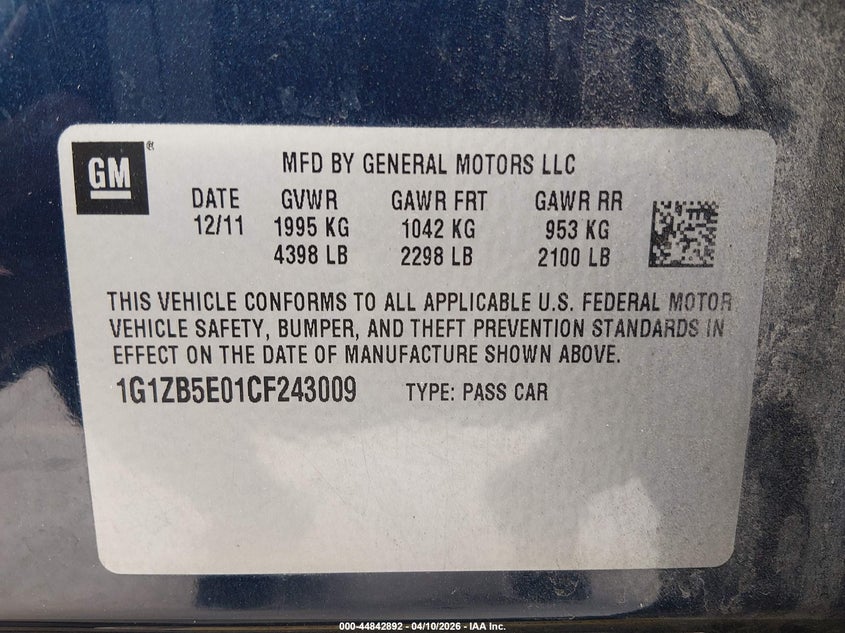 GM®
MFD BY GENERAL MOTORS LLC
DATE GVWR GAWR FRT GAWR RR
12/11 1995 KG 1042 KG 953 KG
4398 LB 2298 LB 2100 LB
THIS VEHICLE CONFORMS TO ALL APPLICABLE U.S. FEDERAL MOTOR
VEHICLE SAFETY, BUMPER, AND THEFT PREVENTION STANDARDS IN
EFFECT ON THE DATE OF MANUFACTURE SHOWN ABOVE.
1G1ZB5E01CF243009 TYPE: PASS CAR
000-44842892 - 04/10/2026 - IAA Inc.